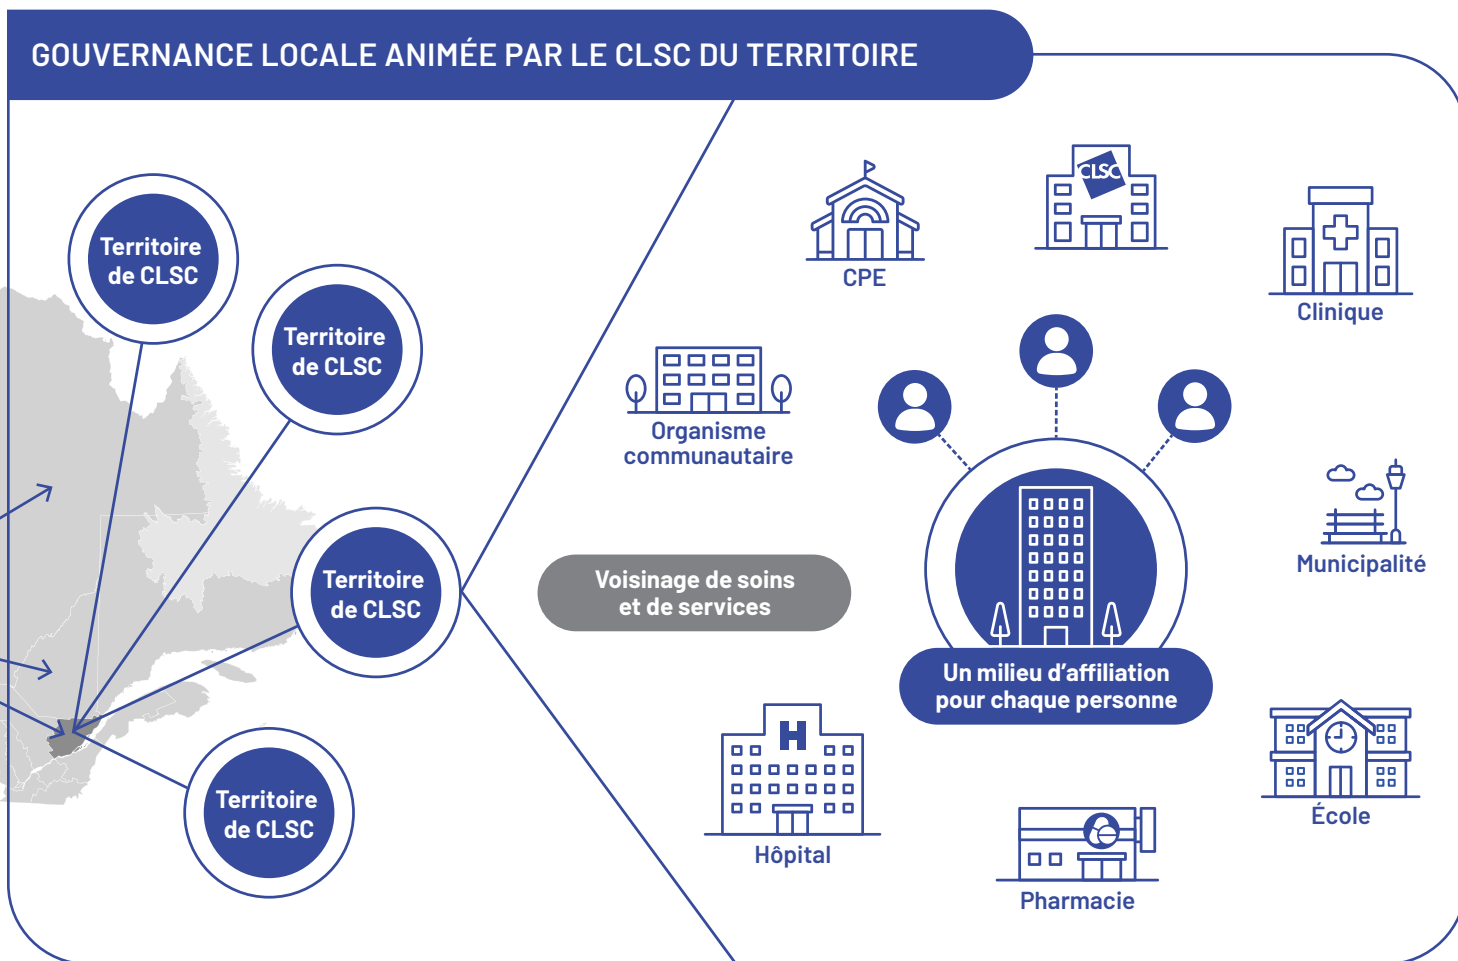 GOUVERNANCE LOCALE ANIMÉE PAR LE CLSC DU TERRITOIRE
Territoire
de CLSC
Territoire
de CLSC
Territoire
de CLSC
Territoire
de CLSC
CPE
CLSC
Clinique
Organisme
communautaire
Municipalité
Voisinage de soins
et de services
Un milieu d'affiliation
pour chaque personne
H
Hôpital
École
Pharmacie